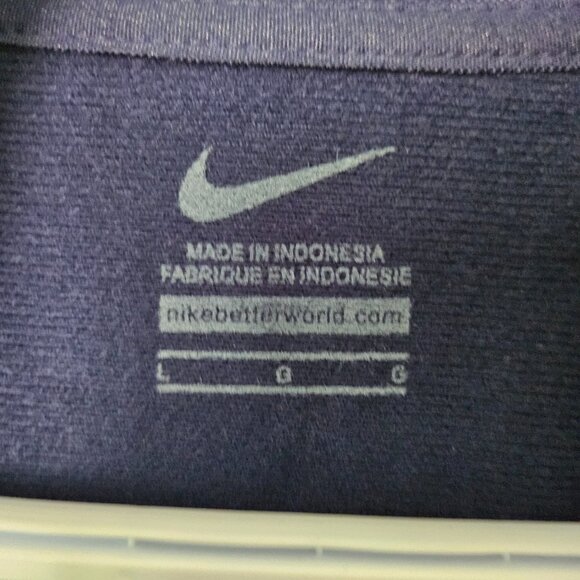 MADE IN INDONESIA
FABRIQUE EN INDONESIE
nikebetterworld.com
L G G